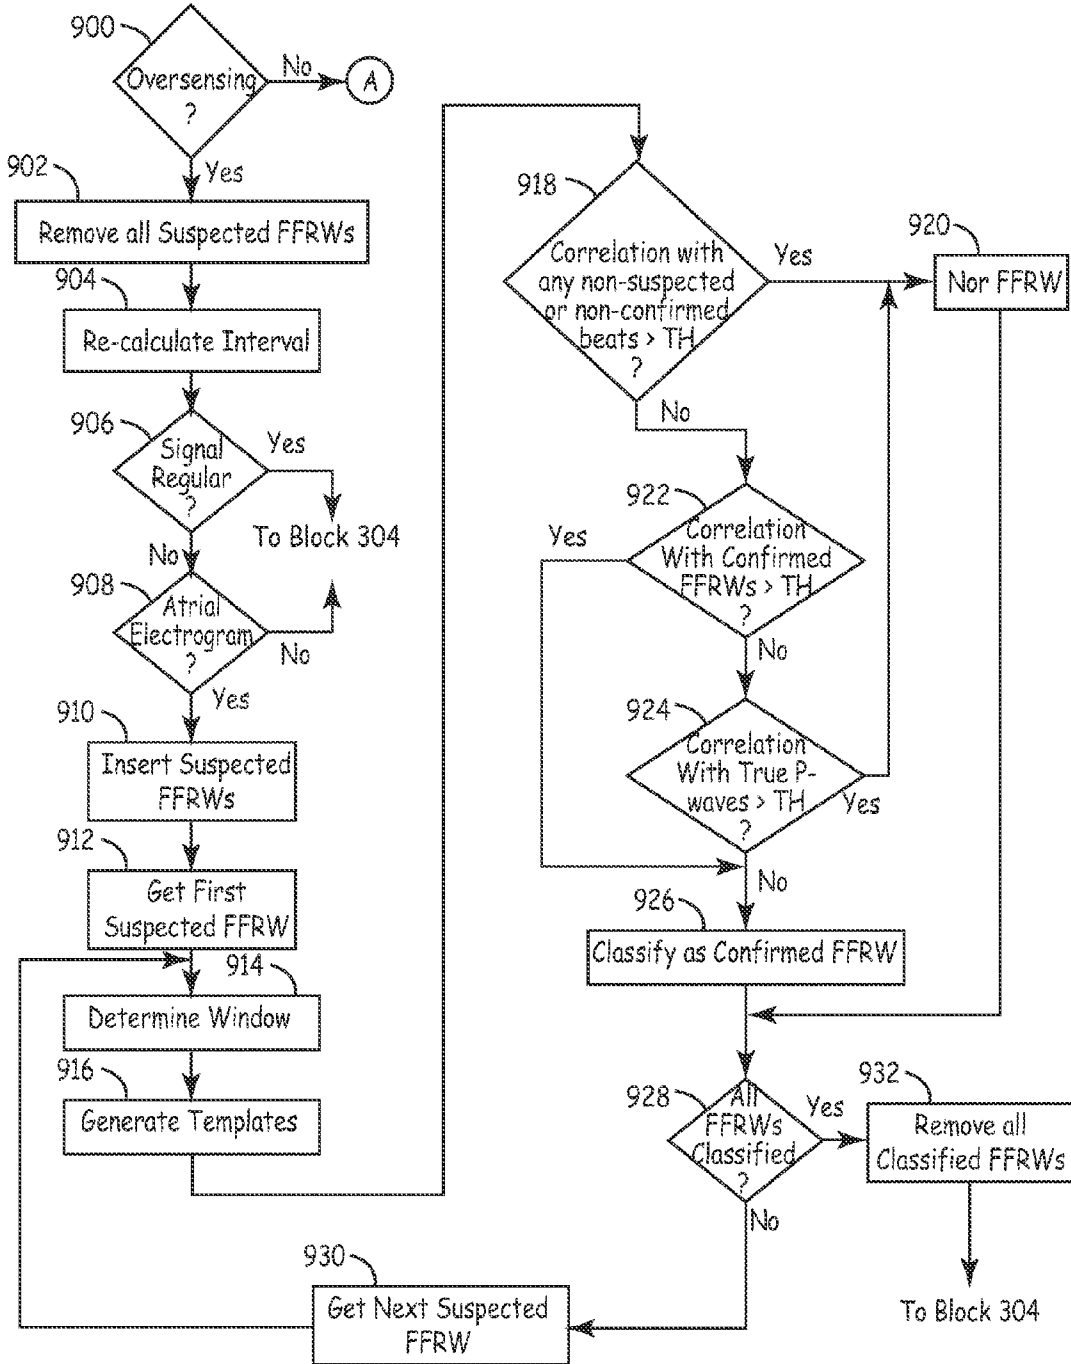 900
Oversensing
?
No
A
Yes
902
Remove all Suspected FFRWs
904
Re-calculate Interval
906
Signal
Regular
?
Yes
To Block 304
No
908
Atrial
Electrogram
?
No
Yes
910
Insert Suspected
FFRWs
912
Get First
Suspected FFRW
914
Determine Window
916
Generate Templates
918
Correlation with
any non-suspected
or non-confirmed
beats > TH
?
Yes
920
Nor FFRW
No
922
Correlation
With Confirmed
FFRWs > TH
?
Yes
No
924
Correlation
With True P-
waves > TH
?
Yes
No
926
Classify as Confirmed FFRW
928
All
FFRWs
Classified
?
Yes
932
Remove all
Classified FFRWs
To Block 304
No
930
Get Next Suspected
FFRW